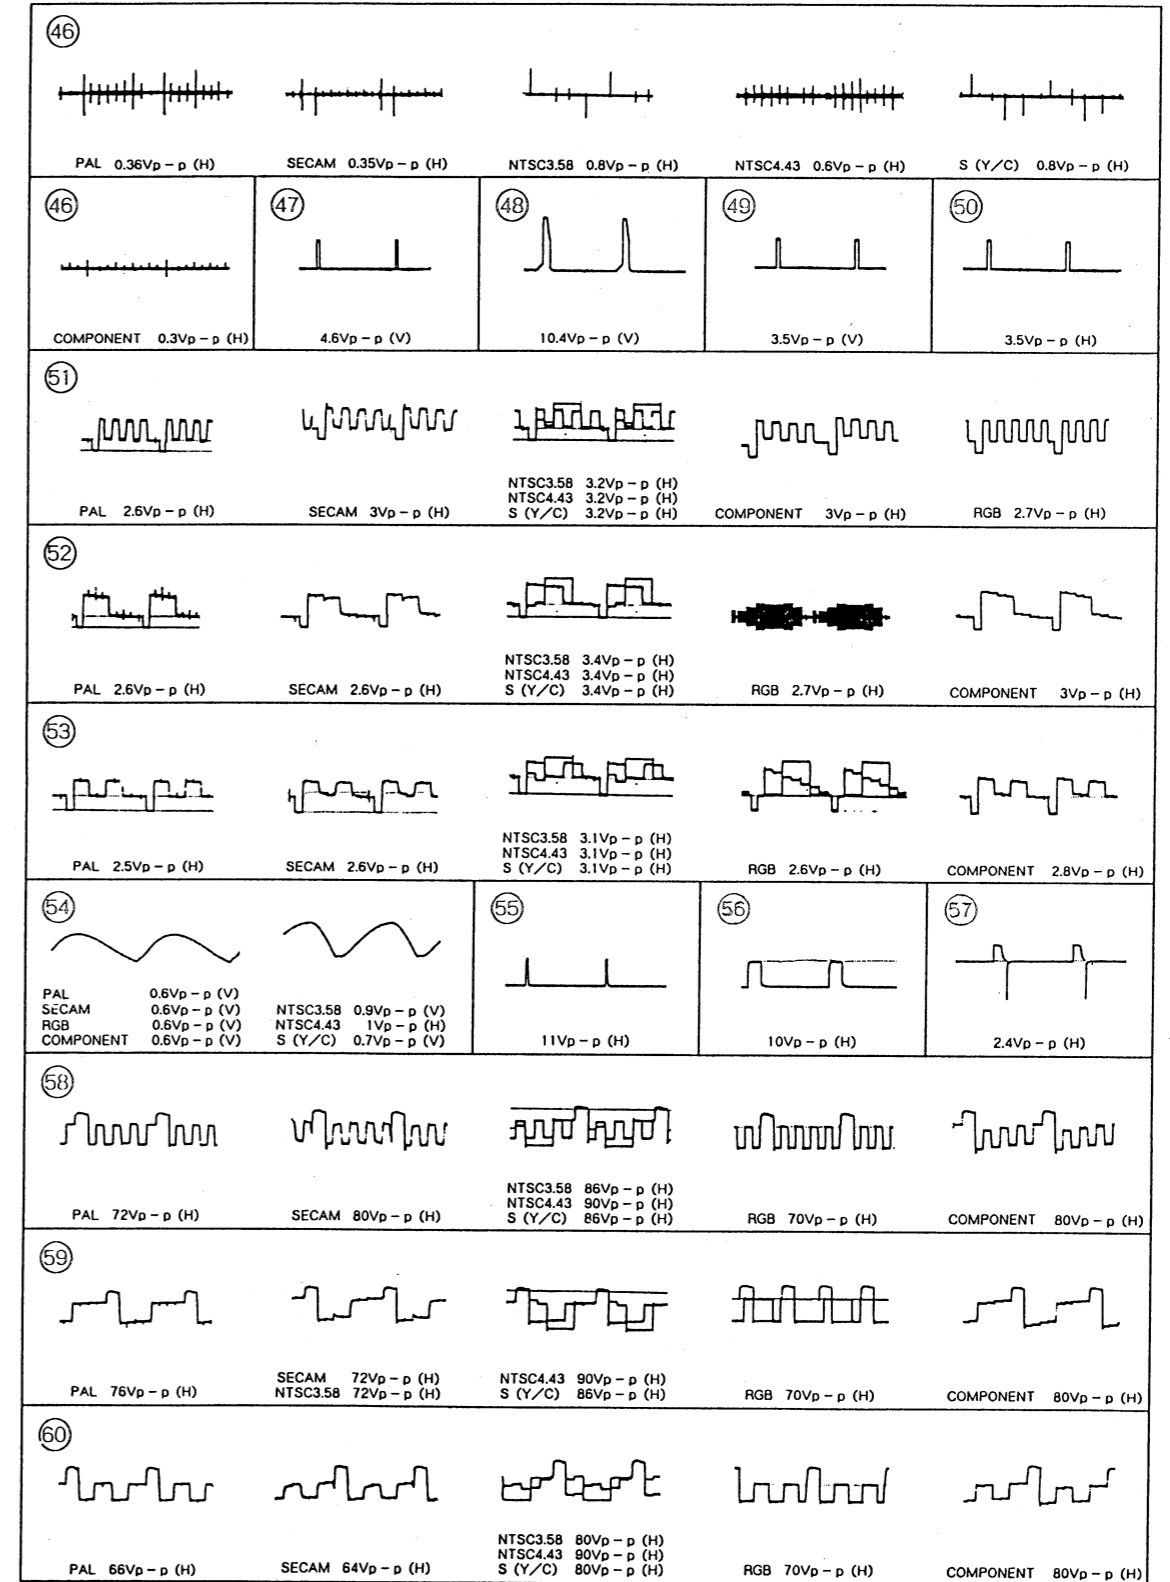 46
PAL 0.36Vp–p (H) SECAM 0.35Vp–p (H) NTSC3.58 0.8Vp–p (H) NTSC4.43 0.6Vp–p (H) S (Y/C) 0.8Vp–p (H)
46 47 48 49 50
COMPONENT 0.3Vp–p (H) 4.6Vp–p (V) 10.4Vp–p (V) 3.5Vp–p (V) 3.5Vp–p (H)
51
NTSC3.58 3.2Vp–p (H)
NTSC4.43 3.2Vp–p (H)
PAL 2.6Vp–p (H) SECAM 3Vp–p (H) S (Y/C) 3.2Vp–p (H) COMPONENT 3Vp–p (H) RGB 2.7Vp–p (H)
52
NTSC3.58 3.4Vp–p (H)
NTSC4.43 3.4Vp–p (H)
PAL 2.6Vp–p (H) SECAM 2.6Vp–p (H) S (Y/C) 3.4Vp–p (H) RGB 2.7Vp–p (H) COMPONENT 3Vp–p (H)
53
NTSC3.58 3.1Vp–p (H)
NTSC4.43 3.1Vp–p (H)
PAL 2.5Vp–p (H) SECAM 2.6Vp–p (H) S (Y/C) 3.1Vp–p (H) RGB 2.6Vp–p (H) COMPONENT 2.8Vp–p (H)
54 55 56 57
PAL 0.6Vp–p (V)
SECAM 0.6Vp–p (V) NTSC3.58 0.9Vp–p (V)
RGB 0.6Vp–p (V) NTSC4.43 1Vp–p (H)
COMPONENT 0.6Vp–p (V) S (Y/C) 0.7Vp–p (V) 11Vp–p (H) 10Vp–p (H) 2.4Vp–p (H)
58
NTSC3.58 86Vp–p (H)
NTSC4.43 90Vp–p (H)
PAL 72Vp–p (H) SECAM 80Vp–p (H) S (Y/C) 86Vp–p (H) RGB 70Vp–p (H) COMPONENT 80Vp–p (H)
59
SECAM 72Vp–p (H) NTSC4.43 90Vp–p (H)
PAL 76Vp–p (H) NTSC3.58 72Vp–p (H) S (Y/C) 86Vp–p (H) RGB 70Vp–p (H) COMPONENT 80Vp–p (H)
60
NTSC3.58 80Vp–p (H)
NTSC4.43 90Vp–p (H)
PAL 66Vp–p (H) SECAM 64Vp–p (H) S (Y/C) 80Vp–p (H) RGB 70Vp–p (H) COMPONENT 80Vp–p (H)